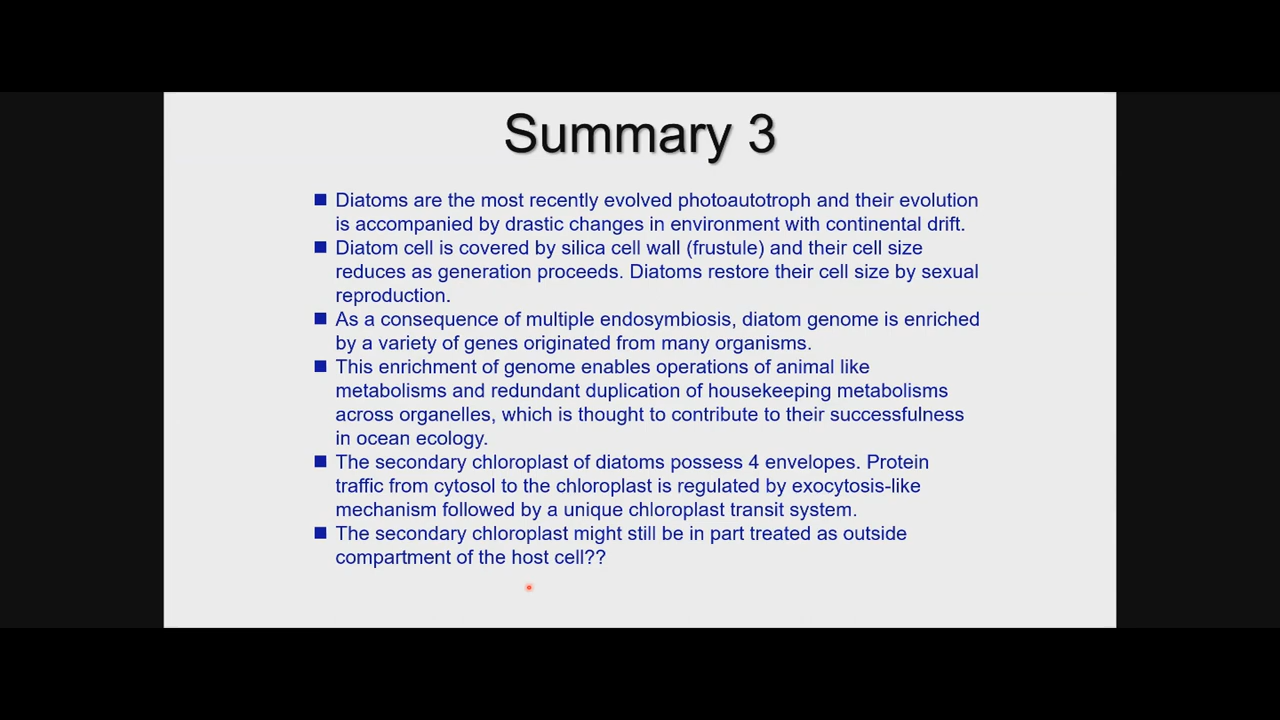 Summary 3
■ Diatoms are the most recently evolved photoautotroph and their evolution
is accompanied by drastic changes in environment with continental drift.
■ Diatom cell is covered by silica cell wall (frustule) and their cell size
reduces as generation proceeds. Diatoms restore their cell size by sexual
reproduction.
■ As a consequence of multiple endosymbiosis, diatom genome is enriched
by a variety of genes originated from many organisms.
■ This enrichment of genome enables operations of animal like
metabolisms and redundant duplication of housekeeping metabolisms
across organelles, which is thought to contribute to their successfulness
in ocean ecology.
■ The secondary chloroplast of diatoms possess 4 envelopes. Protein
traffic from cytosol to the chloroplast is regulated by exocytosis-like
mechanism followed by a unique chloroplast transit system.
■ The secondary chloroplast might still be in part treated as outside
compartment of the host cell??